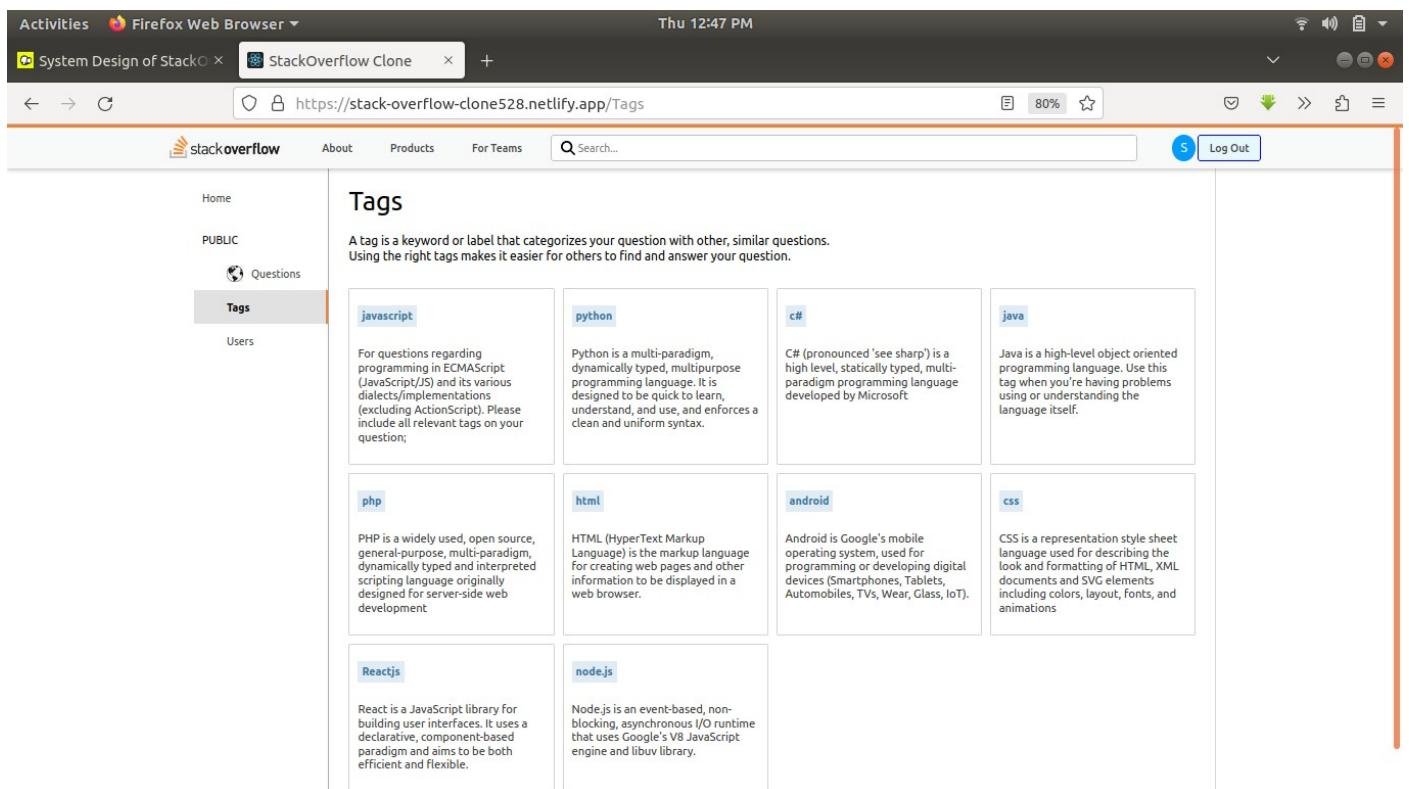 Activities Firefox Web Browser Thu 12:47 PM
System Design of StackO × StackOverflow Clone × +
https://stack-overflow-clone528.netlify.app/Tags 80%
stackoverflow About Products For Teams Search... S Log Out
Home
PUBLIC
Questions
Tags
Users
Tags
A tag is a keyword or label that categorizes your question with other, similar questions.
Using the right tags makes it easier for others to find and answer your question.
javascript
For questions regarding
programming in ECMAScript
(JavaScript/JS) and its various
dialects/implementations
(excluding ActionScript). Please
include all relevant tags on your
question;
python
Python is a multi-paradigm,
dynamically typed, multipurpose
programming language. It is
designed to be quick to learn,
understand, and use, and enforces a
clean and uniform syntax.
c#
C# (pronounced 'see sharp') is a
high level, statically typed, multi-
paradigm programming language
developed by Microsoft
java
Java is a high-level object oriented
programming language. Use this
tag when you're having problems
using or understanding the
language itself.
php
PHP is a widely used, open source,
general-purpose, multi-paradigm,
dynamically typed and interpreted
scripting language originally
designed for server-side web
development
html
HTML (HyperText Markup
Language) is the markup language
for creating web pages and other
information to be displayed in a
web browser.
android
Android is Google's mobile
operating system, used for
programming or developing digital
devices (Smartphones, Tablets,
Automobiles, TVs, Wear, Glass, IoT).
css
CSS is a representation style sheet
language used for describing the
look and formatting of HTML, XML
documents and SVG elements
including colors, layout, fonts, and
animations
Reactjs
React is a JavaScript library for
building user interfaces. It uses a
declarative, component-based
paradigm and aims to be both
efficient and flexible.
node.js
Node.js is an event-based, non-
blocking, asynchronous I/O runtime
that uses Google's V8 JavaScript
engine and libuv library.